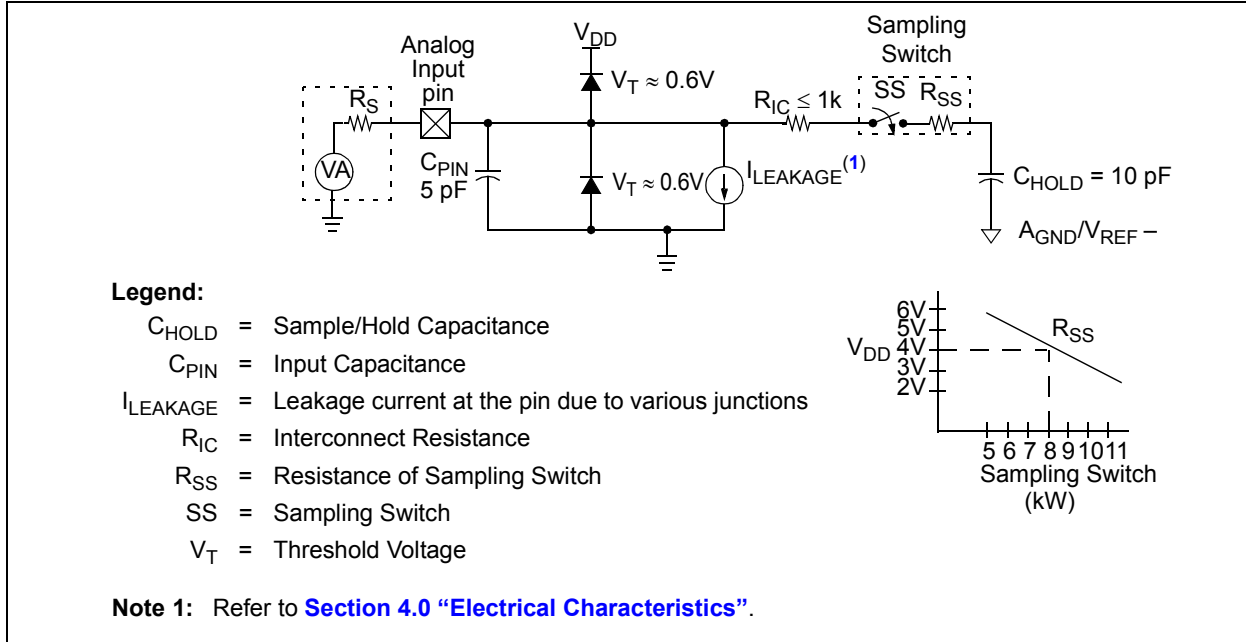 Analog
Input
pin
V_DD
Sampling
Switch
V_T ≈ 0.6V
R_S
R_IC ≤ 1k
SS R_SS
VA
C_PIN
5 pF
V_T ≈ 0.6V
I_LEAKAGE(1)
C_HOLD = 10 pF
A_GND/V_REF –
Legend:
C_HOLD = Sample/Hold Capacitance
C_PIN = Input Capacitance
I_LEAKAGE = Leakage current at the pin due to various junctions
R_IC = Interconnect Resistance
R_SS = Resistance of Sampling Switch
SS = Sampling Switch
V_T = Threshold Voltage
6V
5V
V_DD 4V
3V
2V
R_SS
5 6 7 8 9 10 11
Sampling Switch
(kW)
Note 1: Refer to Section 4.0 “Electrical Characteristics”.